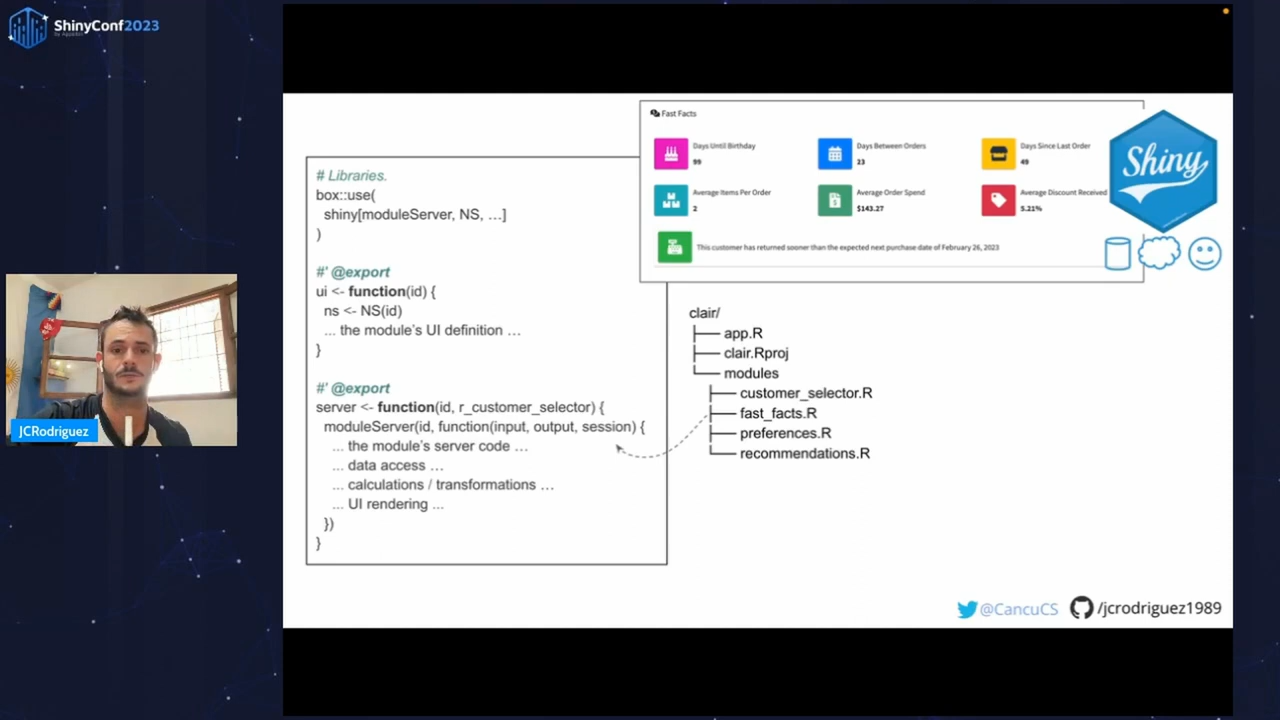 ShinyConf2023
by Appsilon
JCRodriguez
# Libraries.
box::use(
shiny[moduleServer, NS, …]
)
#' @export
ui <- function(id) {
ns <- NS(id)
... the module's UI definition …
}
#' @export
server <- function(id, r_customer_selector) {
moduleServer(id, function(input, output, session) {
... the module's server code …
... data access …
... calculations / transformations …
... UI rendering ...
})
}
Fast Facts
Days Until Birthday
99
Days Between Orders
23
Days Since Last Order
49
Average Items Per Order
2
Average Order Spend
$143.27
Average Discount Received
5.21%
This customer has returned sooner than the expected next purchase date of February 26, 2023
Shiny
clair/
app.R
clair.Rproj
modules
customer_selector.R
fast_facts.R
preferences.R
recommendations.R
@CancuCS
/jcrodriguez1989